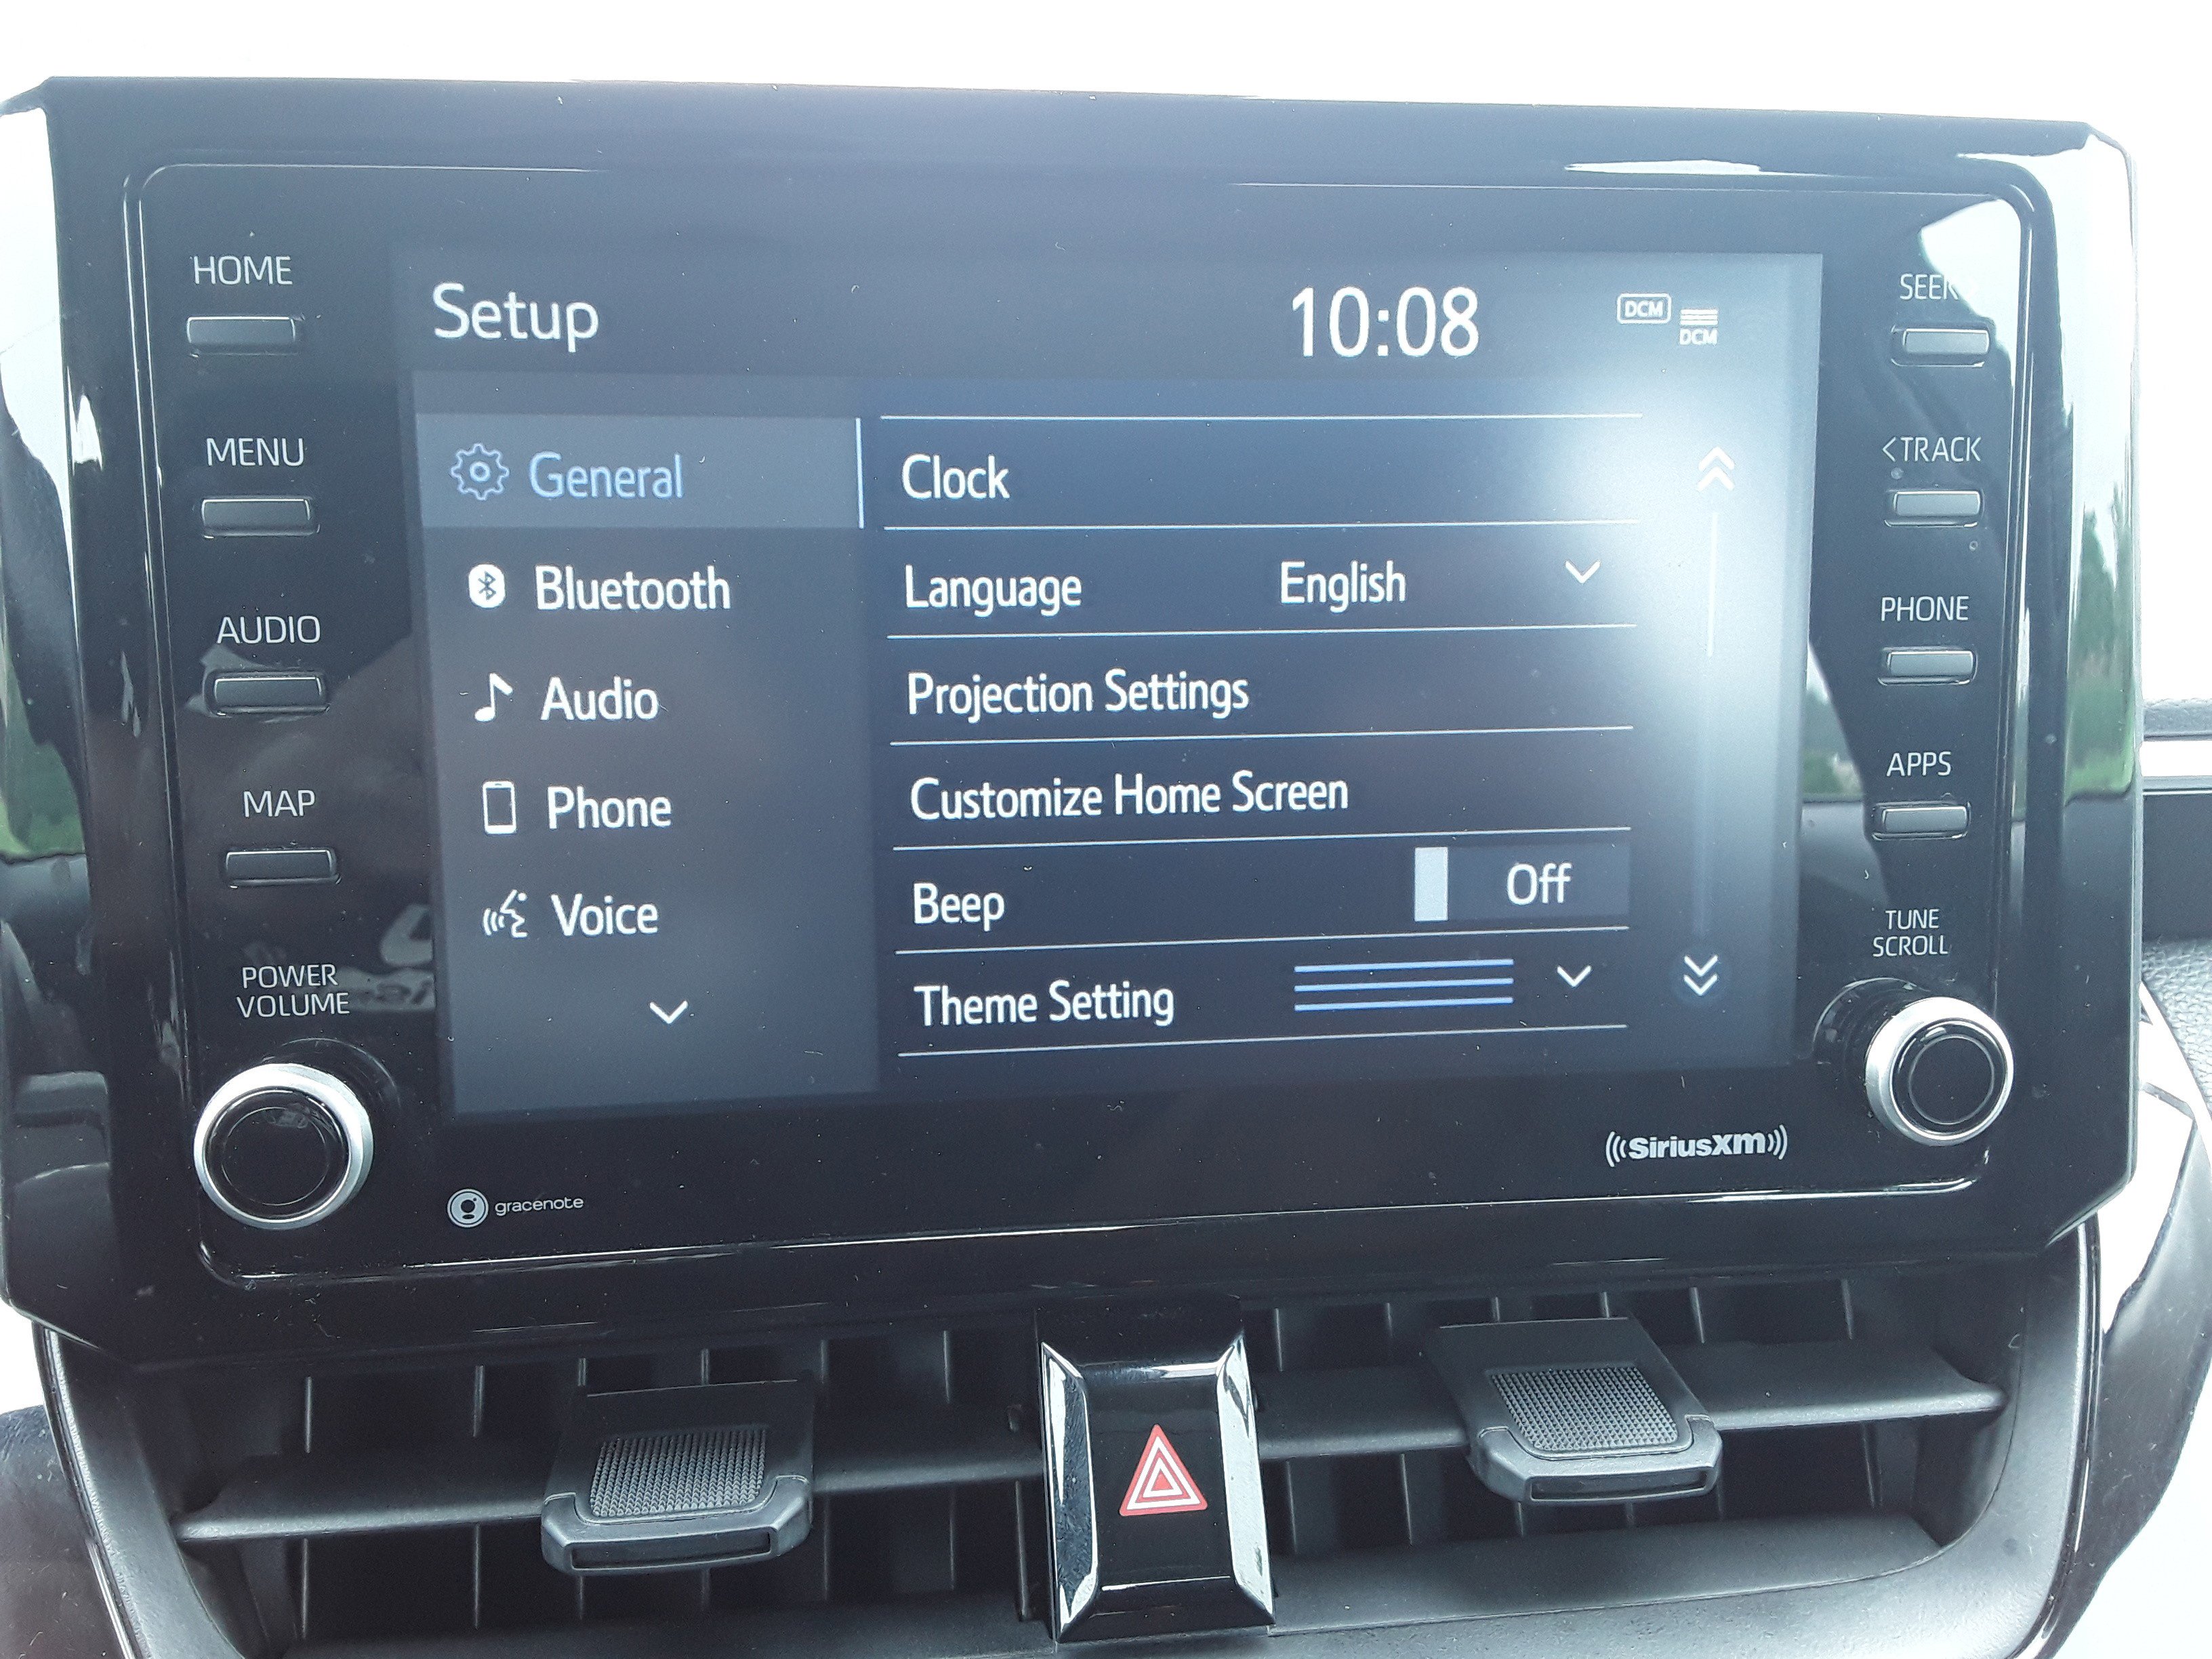 HOME
MENU
AUDIO
MAP
POWER
VOLUME
Setup
10:08
DCM
DCM
General
Bluetooth
Audio
Phone
Voice
Clock
Language English
Projection Settings
Customize Home Screen
Beep Off
Theme Setting
SEEK
<TRACK
PHONE
APPS
TUNE
SCROLL
gracenote
((SiriusXm))